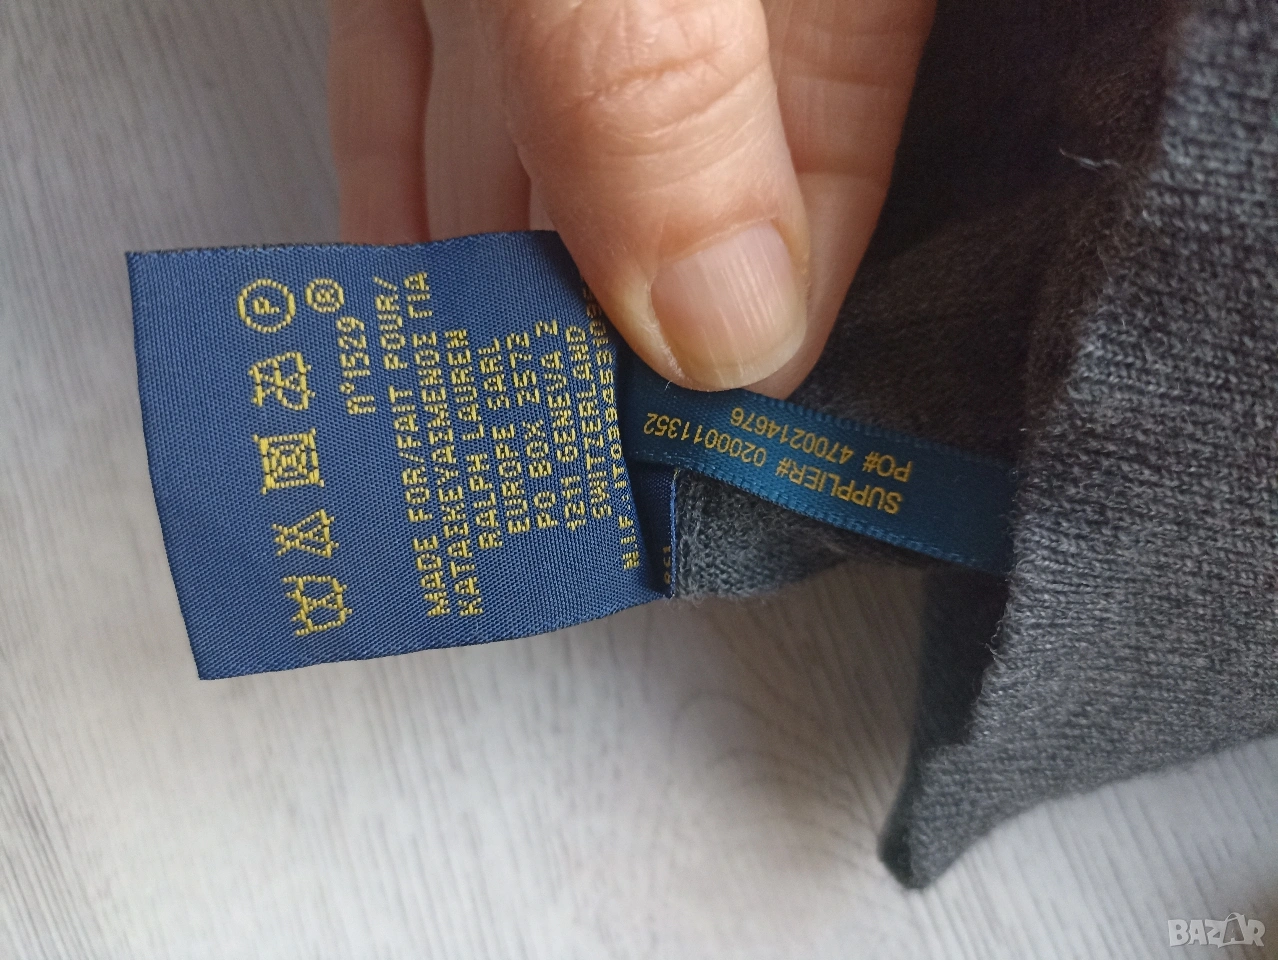 P
®
n°1529
MADE FOR/FAIT POUR/
ΚΑΤΑΣΚΕΥΑΣΜΕΝΟΣ ΓΙΑ
RALPH LAUREN
EUROPE SARL
PO BOX 2572
1211 GENEVA 2
SWITZERLAND
SUPPLIER# 0200011352
PO# 4700214676
BAZAR